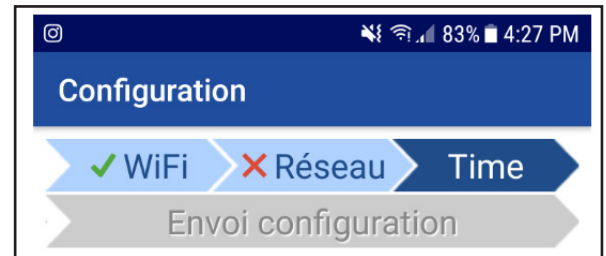 83% 4:27 PM
Configuration
WiFi Réseau Time
Envoi configuration